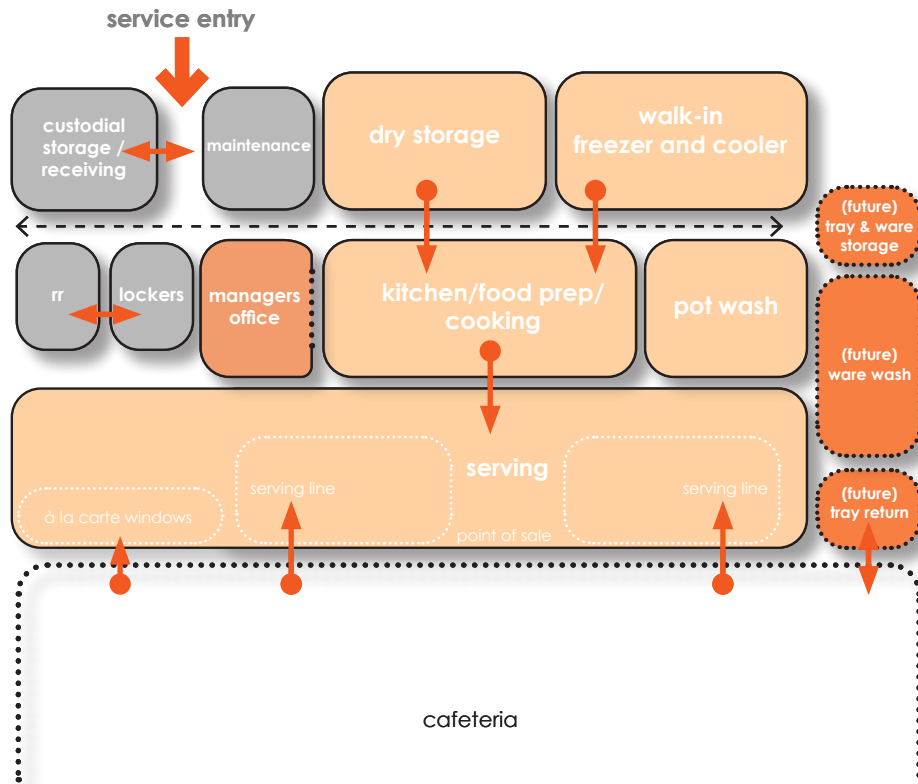 service entry
custodial
storage /
receiving
maintenance
dry storage
walk-in
freezer and cooler
(future)
tray & ware
storage
rr
lockers
managers
office
kitchen/food prep/
cooking
pot wash
(future)
ware wash
serving
serving line
serving line
à la carte windows
point of sale
(future)
tray return
cafeteria